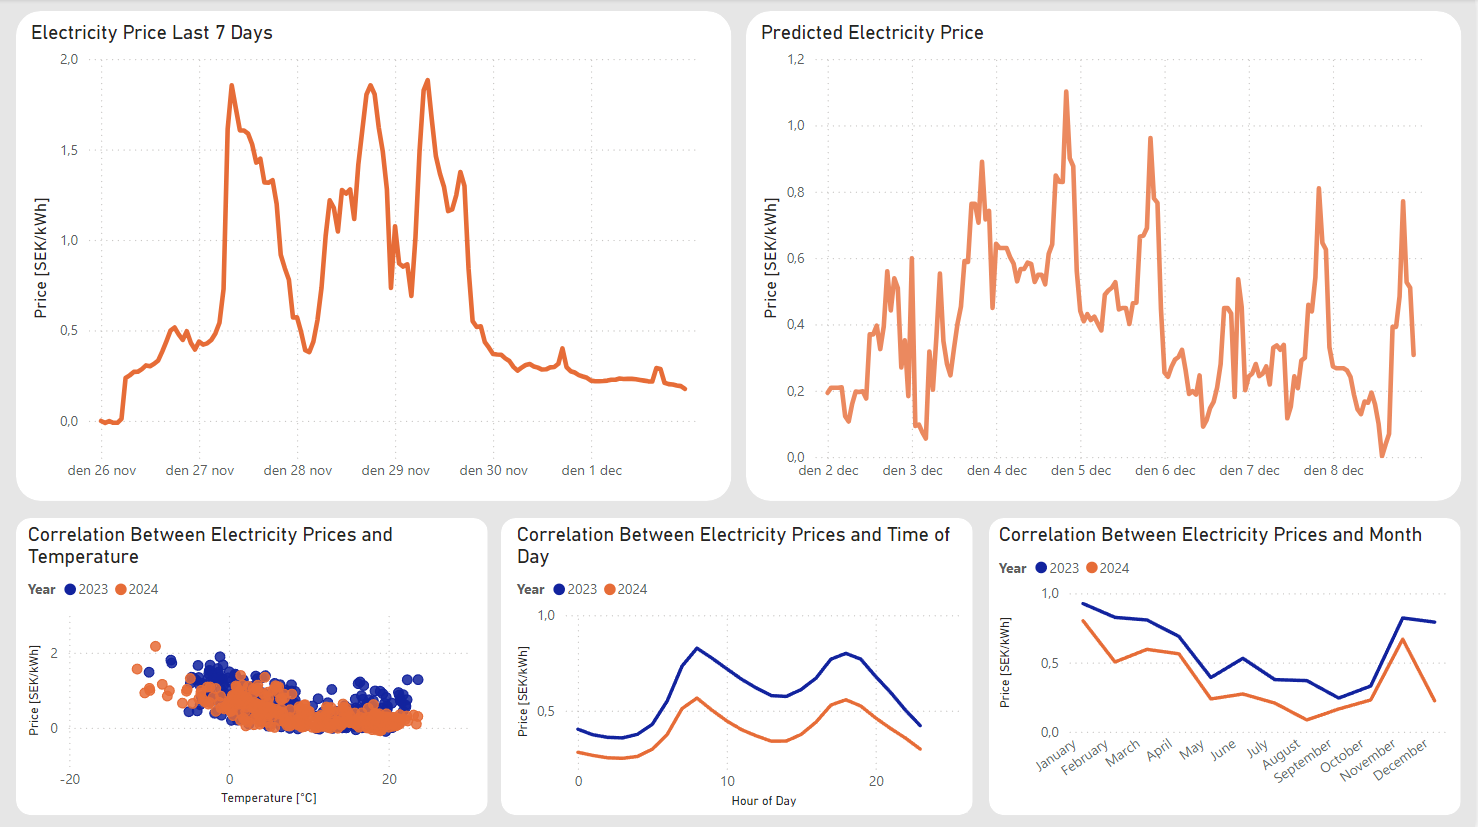 Electricity Price Last 7 Days
Price [SEK/kWh]
2,0
1,5
1,0
0,5
0,0
den 26 nov den 27 nov den 28 nov den 29 nov den 30 nov den 1 dec
Predicted Electricity Price
Price [SEK/kWh]
1,2
1,0
0,8
0,6
0,4
0,2
0,0
den 2 dec den 3 dec den 4 dec den 5 dec den 6 dec den 7 dec den 8 dec
Correlation Between Electricity Prices and
Temperature
Year 2023 2024
Price [SEK/kWh]
2
0
-20 0 20
Temperature [°C]
Correlation Between Electricity Prices and Time of
Day
Year 2023 2024
Price [SEK/kWh]
1,0
0,5
0 10 20
Hour of Day
Correlation Between Electricity Prices and Month
Year 2023 2024
Price [SEK/kWh]
1,0
0,5
0,0
January February March April May June July August September October November December